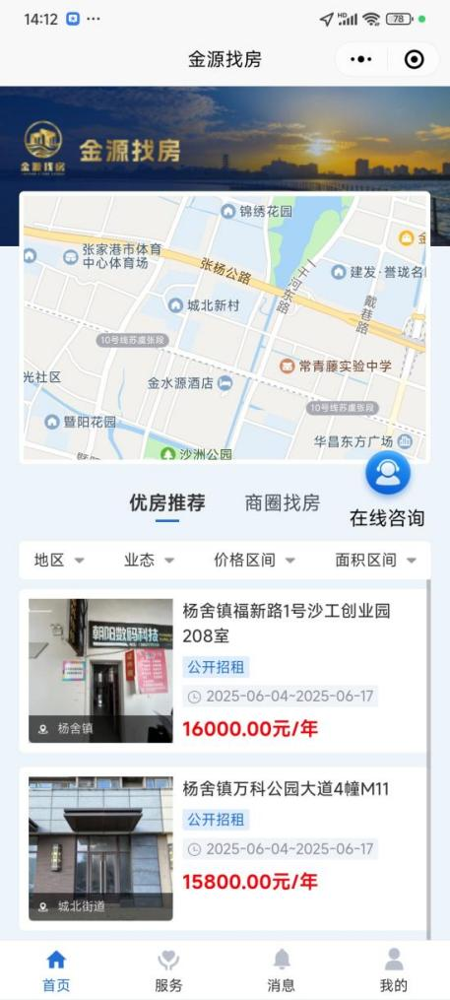 14:12
HD
78
金源找房
金源找房
金源找房
锦绣花园
张家港市体育
中心体育场
张杨公路
二干河东路
建发·誉珑名
戴巷路
城北新村
10号线苏虞张段
常青藤实验中学
光社区
金水源酒店
10号线苏虞张段
暨阳花园
华昌东方广场
沙洲公园
优房推荐
商圈找房
在线咨询
地区
业态
价格区间
面积区间
朝阳数码科技
杨舍镇
杨舍镇福新路1号沙工创业园
208室
公开招租
2025-06-04~2025-06-17
16000.00元/年
城北街道
杨舍镇万科公园大道4幢M11
公开招租
2025-06-04~2025-06-17
15800.00元/年
首页
服务
消息
我的